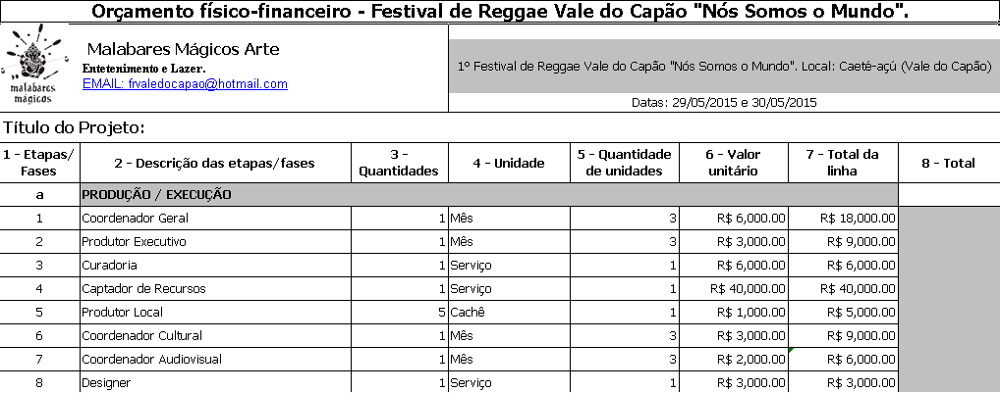 Orçamento físico-financeiro - Festival de Reggae Vale do Capão "Nós Somos o Mundo".
malabares
mágicos
Malabares Mágicos Arte
Entetenimento e Lazer.
EMAIL: frvaledocapao@hotmail.com
1º Festival de Reggae Vale do Capão "Nós Somos o Mundo". Local: Caeté-açú (Vale do Capão)
Datas: 29/05/2015 e 30/05/2015
Título do Projeto:
1 - Etapas/ Fases 2 - Descrição das etapas/fases 3 - Quantidades 4 - Unidade 5 - Quantidade de unidades 6 - Valor unitário 7 - Total da linha 8 - Total
a PRODUÇÃO / EXECUÇÃO
1 Coordenador Geral 1 Mês 3 R$ 6,000.00 R$ 18,000.00
2 Produtor Executivo 1 Mês 3 R$ 3,000.00 R$ 9,000.00
3 Curadoria 1 Serviço 1 R$ 6,000.00 R$ 6,000.00
4 Captador de Recursos 1 Serviço 1 R$ 40,000.00 R$ 40,000.00
5 Produtor Local 5 Cachê 1 R$ 1,000.00 R$ 5,000.00
6 Coordenador Cultural 1 Mês 3 R$ 3,000.00 R$ 9,000.00
7 Coordenador Audiovisual 1 Mês 3 R$ 2,000.00 R$ 6,000.00
8 Designer 1 Serviço 1 R$ 3,000.00 R$ 3,000.00